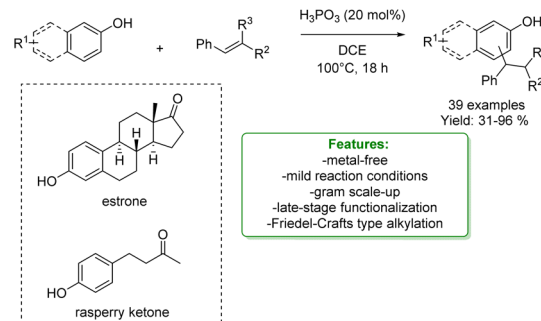 OH
R¹
+
Ph
R³
R²
H₃PO₃ (20 mol%)
DCE
100°C, 18 h
OH
R¹
Ph
R
R²
39 examples
Yield: 31-96 %
O
H
H
H
HO
estrone
O
HO
rasperry ketone
Features:
-metal-free
-mild reaction conditions
-gram scale-up
-late-stage functionalization
-Friedel-Crafts type alkylation